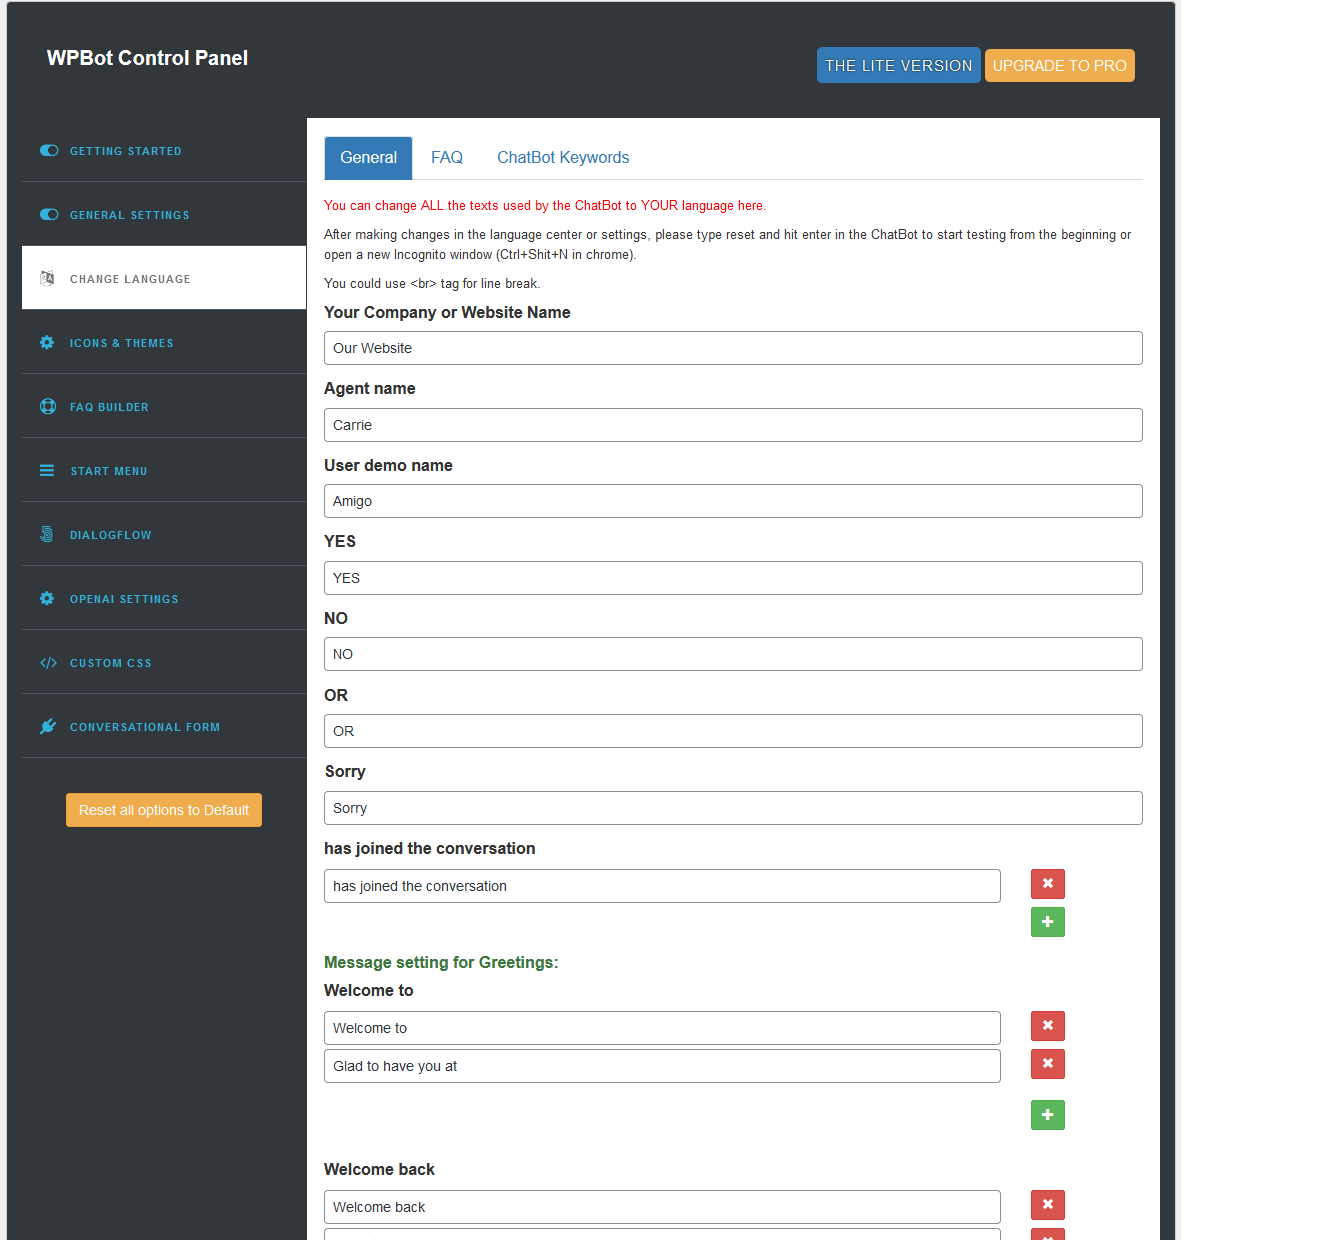 WPBot Control Panel
THE LITE VERSION
UPGRADE TO PRO
GETTING STARTED
GENERAL SETTINGS
CHANGE LANGUAGE
ICONS & THEMES
FAQ BUILDER
START MENU
DIALOGFLOW
OPENAI SETTINGS
CUSTOM CSS
CONVERSATIONAL FORM
Reset all options to Default
General
FAQ
ChatBot Keywords
You can change ALL the texts used by the ChatBot to YOUR language here.
After making changes in the language center or settings, please type reset and hit enter in the ChatBot to start testing from the beginning or
open a new Incognito window (Ctrl+Shit+N in chrome).
You could use <br> tag for line break.
Your Company or Website Name
Our Website
Agent name
Carrie
User demo name
Amigo
YES
YES
NO
NO
OR
OR
Sorry
Sorry
has joined the conversation
has joined the conversation
Message setting for Greetings:
Welcome to
Welcome to
Glad to have you at
Welcome back
Welcome back